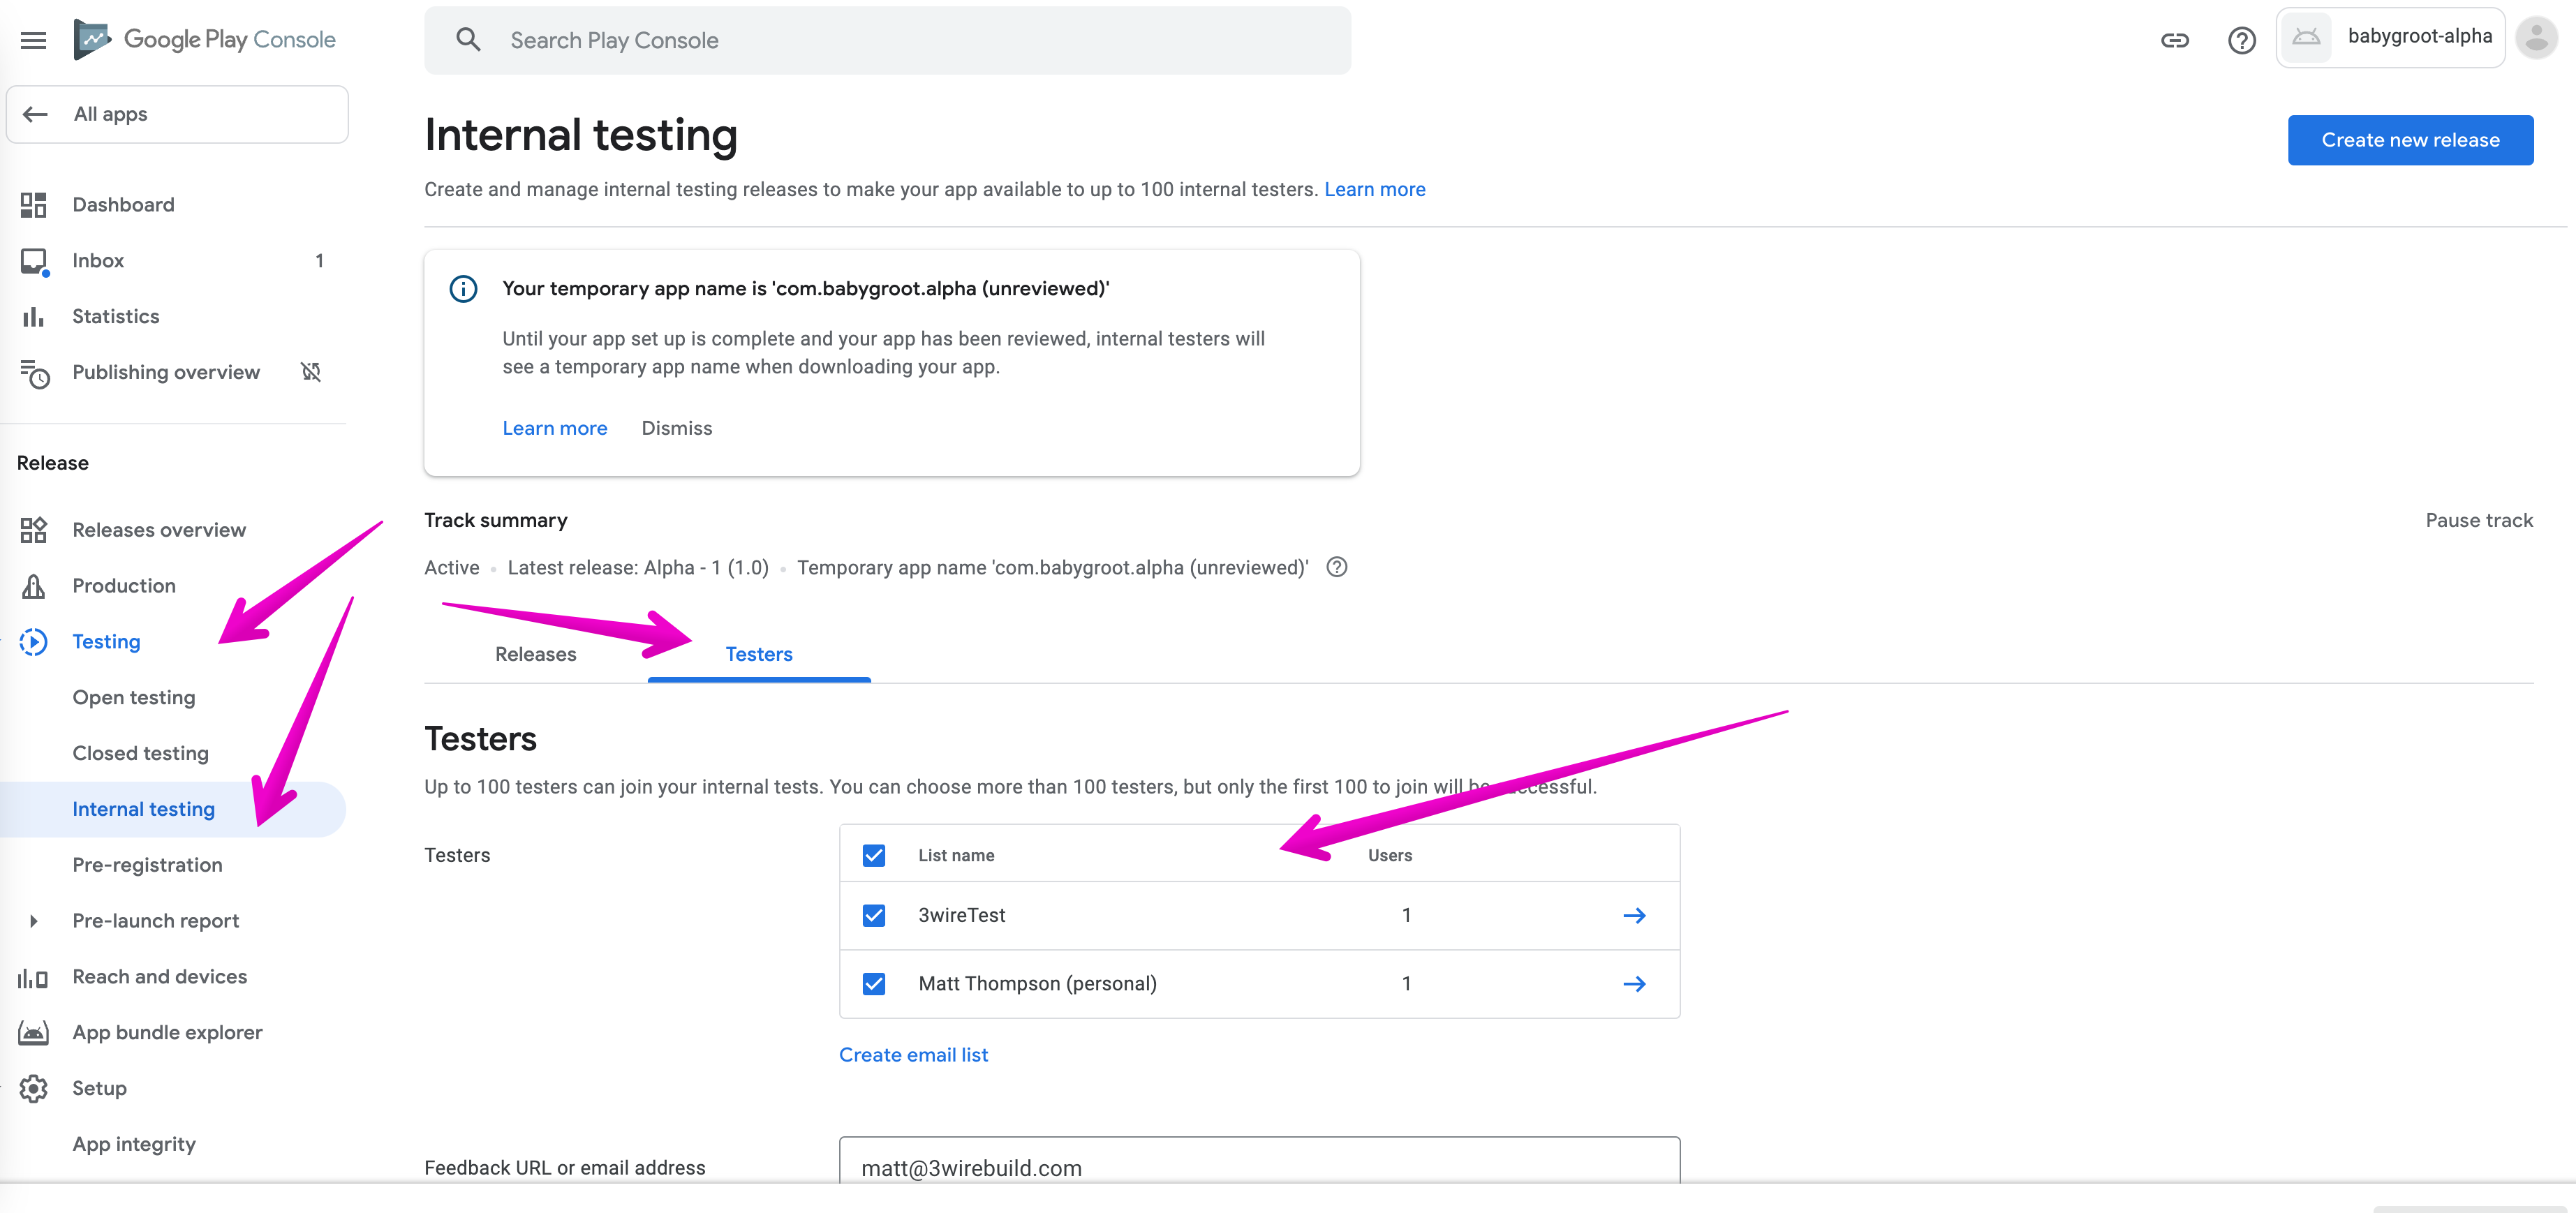 Google Play Console
Search Play Console
babygroot-alpha
All apps
Dashboard
Inbox 1
Statistics
Publishing overview
Release
Releases overview
Production
Testing
Open testing
Closed testing
Internal testing
Pre-registration
Pre-launch report
Reach and devices
App bundle explorer
Setup
App integrity
Internal testing
Create new release
Create and manage internal testing releases to make your app available to up to 100 internal testers. Learn more
Your temporary app name is 'com.babygroot.alpha (unreviewed)'
Until your app set up is complete and your app has been reviewed, internal testers will
see a temporary app name when downloading your app.
Learn more Dismiss
Track summary
Pause track
Active • Latest release: Alpha - 1 (1.0) • Temporary app name 'com.babygroot.alpha (unreviewed)'
Releases Testers
Testers
Up to 100 testers can join your internal tests. You can choose more than 100 testers, but only the first 100 to join will be successful.
Testers
List name Users
3wireTest 1
Matt Thompson (personal) 1
Create email list
Feedback URL or email address
matt@3wirebuild.com